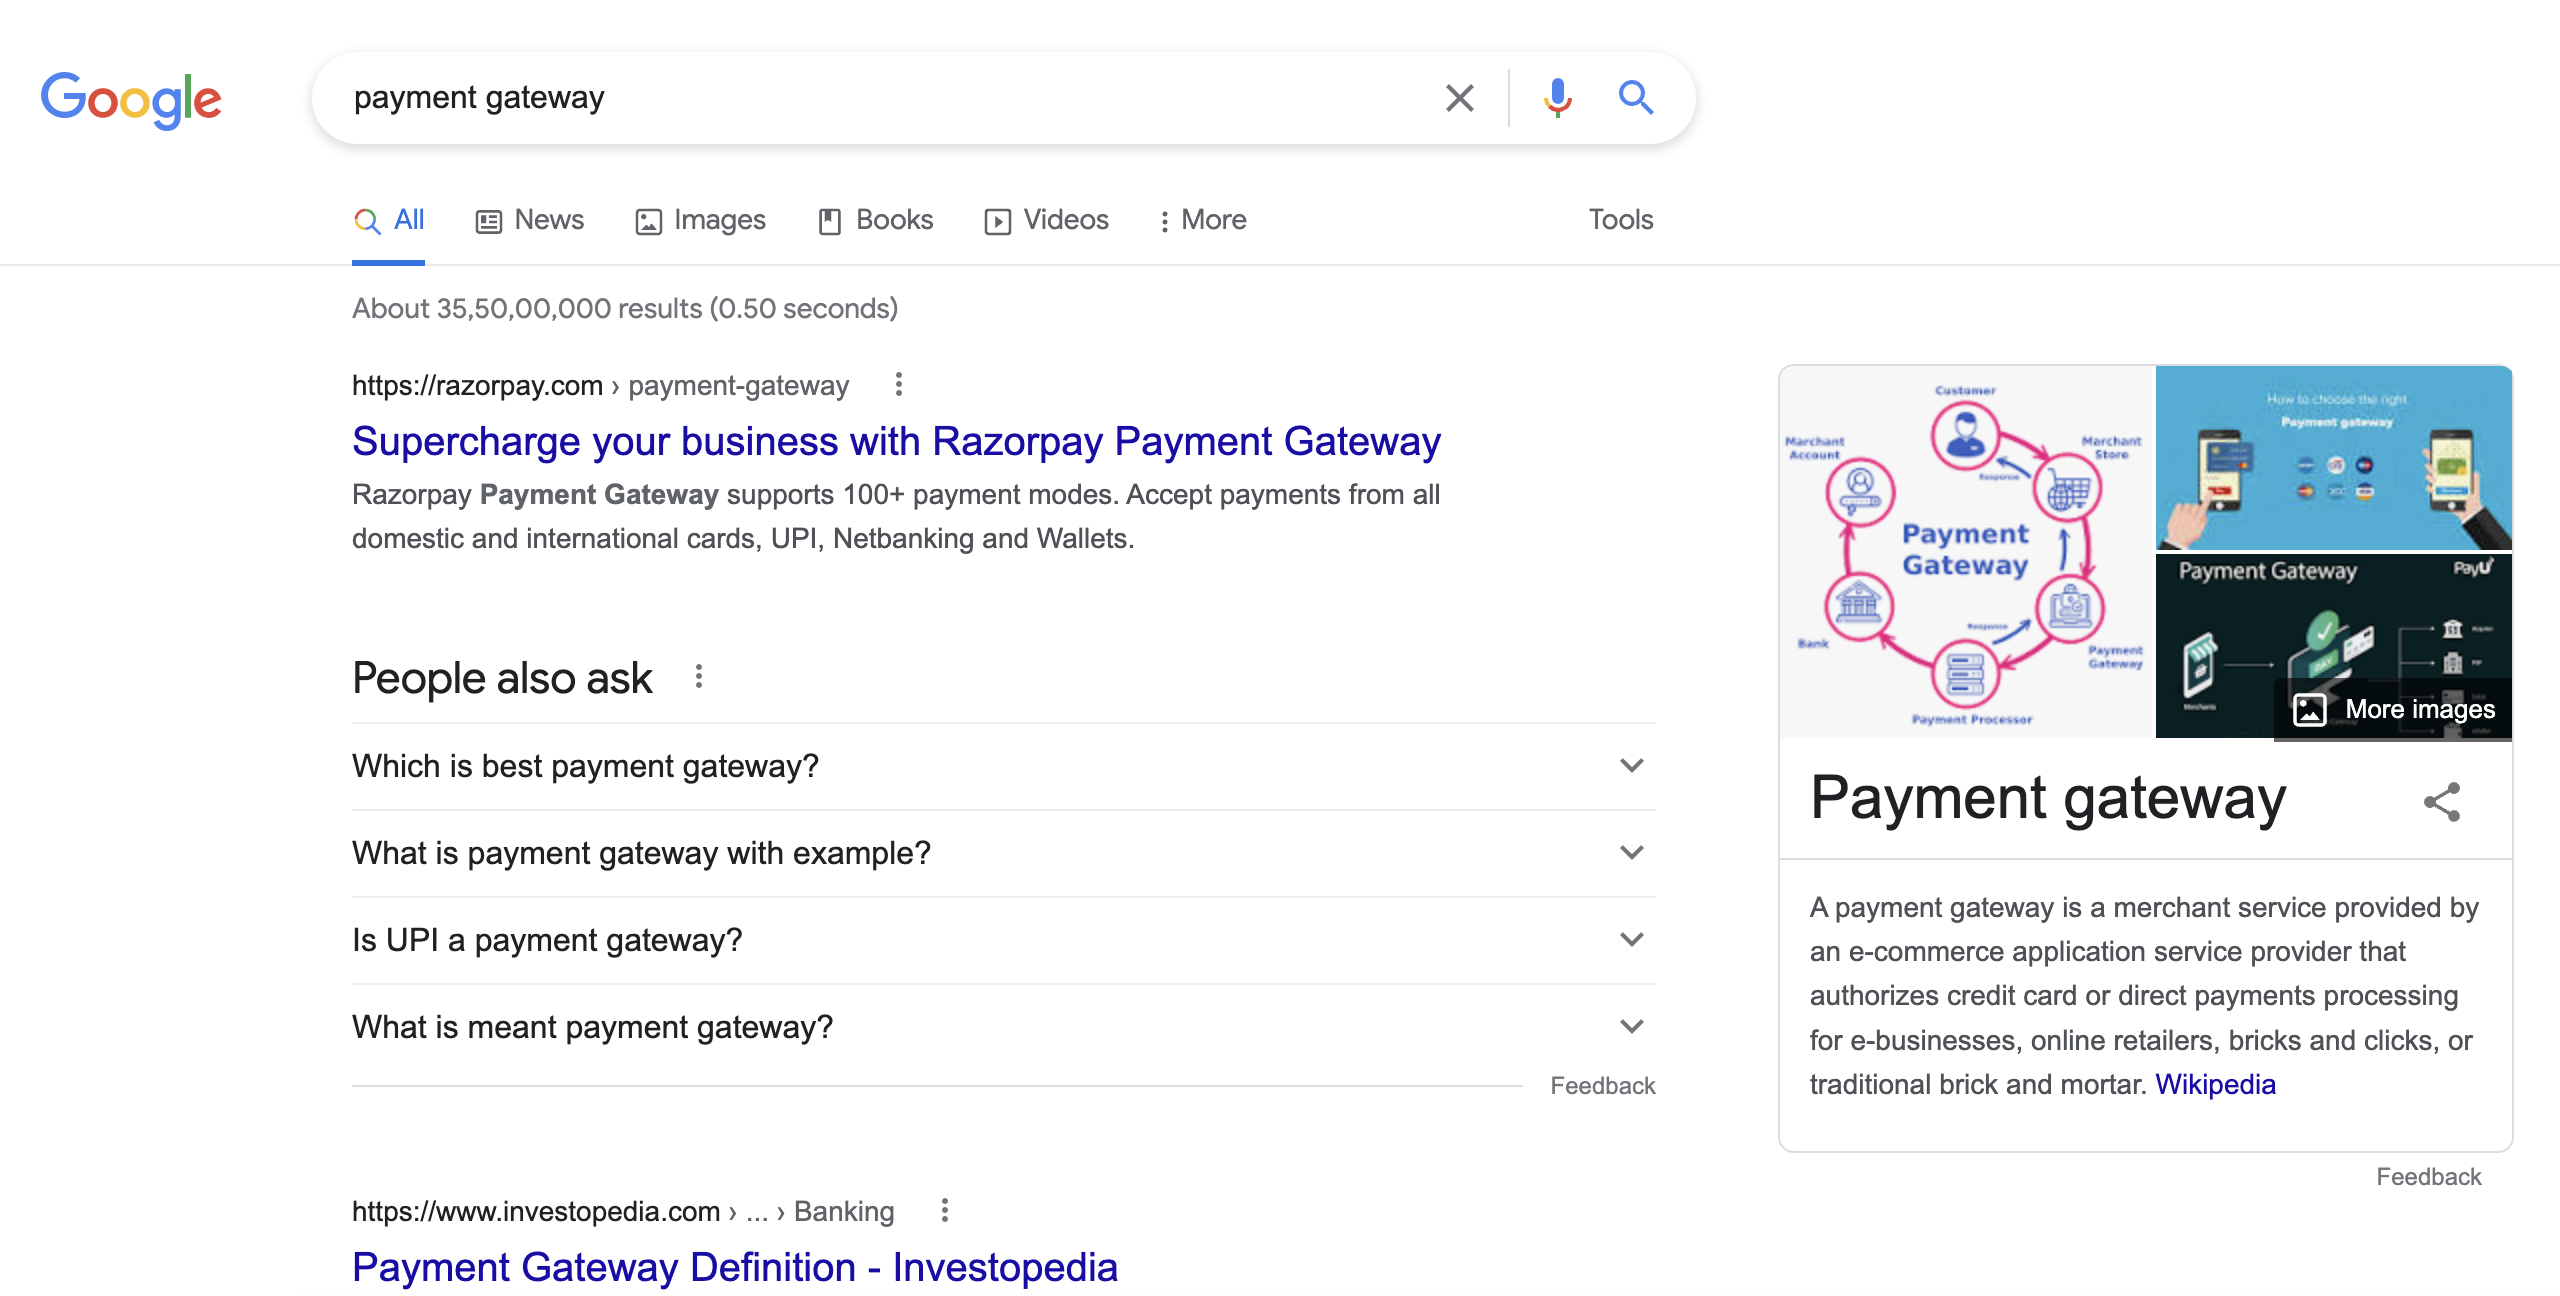 Google
payment gateway
All
News
Images
Books
Videos
More
Tools
About 35,50,00,000 results (0.50 seconds)
https://razorpay.com › payment-gateway
Supercharge your business with Razorpay Payment Gateway
Razorpay Payment Gateway supports 100+ payment modes. Accept payments from all
domestic and international cards, UPI, Netbanking and Wallets.
People also ask
Which is best payment gateway?
What is payment gateway with example?
Is UPI a payment gateway?
What is meant payment gateway?
Feedback
https://www.investopedia.com › ... › Banking
Payment Gateway Definition - Investopedia
Customer
Marchant
Account
Marchant
Store
Response
Payment
Gateway
Response
Bank
Payment
Gateway
Payment Processor
How to choose the right
Payment gateway
Payment Gateway
PayU
More images
Payment gateway
A payment gateway is a merchant service provided by
an e-commerce application service provider that
authorizes credit card or direct payments processing
for e-businesses, online retailers, bricks and clicks, or
traditional brick and mortar. Wikipedia
Feedback